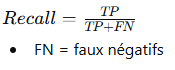 Recall = TP / TP+FN
• FN = faux négatifs